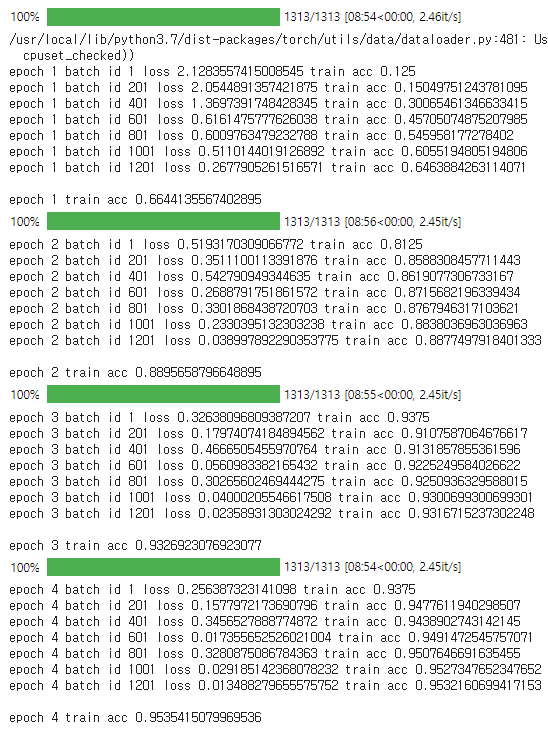 100% 1313/1313 [08:54<00:00, 2.46it/s]
/usr/local/lib/python3.7/dist-packages/torch/utils/data/dataloader.py:481: Us
cpuset_checked))
epoch 1 batch id 1 loss 2.1283557415008545 train acc 0.125
epoch 1 batch id 201 loss 2.0544891357421875 train acc 0.15049751243781095
epoch 1 batch id 401 loss 1.3697391748428345 train acc 0.30065461346633415
epoch 1 batch id 601 loss 0.6161475777626038 train acc 0.45705074875207985
epoch 1 batch id 801 loss 0.6009763479232788 train acc 0.545958177278402
epoch 1 batch id 1001 loss 0.5110144019126892 train acc 0.6055194805194806
epoch 1 batch id 1201 loss 0.2677905261516571 train acc 0.6463884263114071
epoch 1 train acc 0.6644135567402895
100% 1313/1313 [08:56<00:00, 2.45it/s]
epoch 2 batch id 1 loss 0.5193170309066772 train acc 0.8125
epoch 2 batch id 201 loss 0.3511100113391876 train acc 0.8588308457711443
epoch 2 batch id 401 loss 0.542790949344635 train acc 0.8619077306733167
epoch 2 batch id 601 loss 0.2688791751861572 train acc 0.8715682196339434
epoch 2 batch id 801 loss 0.3301868438720703 train acc 0.8767946317103621
epoch 2 batch id 1001 loss 0.2330395132303238 train acc 0.8838036963036963
epoch 2 batch id 1201 loss 0.038997892290353775 train acc 0.8877497918401333
epoch 2 train acc 0.8895658796648895
100% 1313/1313 [08:55<00:00, 2.45it/s]
epoch 3 batch id 1 loss 0.32638096809387207 train acc 0.9375
epoch 3 batch id 201 loss 0.17974074184894562 train acc 0.9107587064676617
epoch 3 batch id 401 loss 0.4666505455970764 train acc 0.9131857855361596
epoch 3 batch id 601 loss 0.0560983382165432 train acc 0.9225249584026622
epoch 3 batch id 801 loss 0.30265602469444275 train acc 0.9250936329588015
epoch 3 batch id 1001 loss 0.04000205546617508 train acc 0.9300699300699301
epoch 3 batch id 1201 loss 0.02358931303024292 train acc 0.9316715237302248
epoch 3 train acc 0.9326923076923077
100% 1313/1313 [08:54<00:00, 2.45it/s]
epoch 4 batch id 1 loss 0.256387323141098 train acc 0.9375
epoch 4 batch id 201 loss 0.1577972173690796 train acc 0.9477611940298507
epoch 4 batch id 401 loss 0.3456527888774872 train acc 0.9438902743142145
epoch 4 batch id 601 loss 0.017355652526021004 train acc 0.9491472545757071
epoch 4 batch id 801 loss 0.3280875086784363 train acc 0.9507646691635455
epoch 4 batch id 1001 loss 0.029185142368078232 train acc 0.9527347652347652
epoch 4 batch id 1201 loss 0.013488279655575752 train acc 0.9532160699417153
epoch 4 train acc 0.9535415079969536